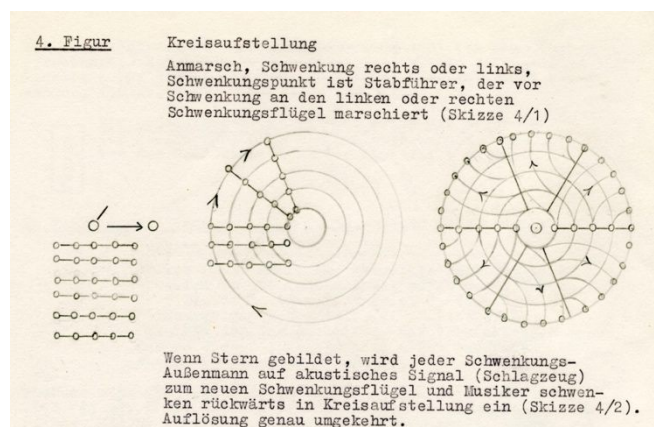 4. Figur Kreisaufstellung
Anmarsch, Schwenkung rechts oder links,
Schwenkungspunkt ist Stabführer, der vor
Schwenkung an den linken oder rechten
Schwenkungsflügel marschiert (Skizze 4/1)
Wenn Stern gebildet, wird jeder Schwenkungs-
Außenmann auf akustisches Signal (Schlagzeug)
zum neuen Schwenkungsflügel und Musiker schwen-
ken rückwärts in Kreisaufstellung ein (Skizze 4/2).
Auflösung genau umgekehrt.